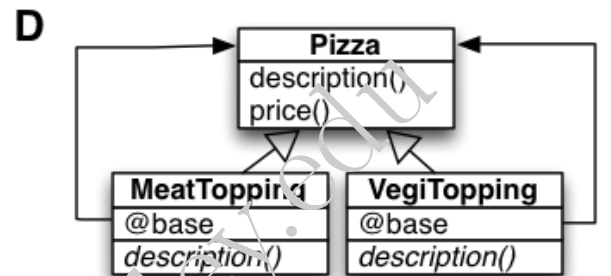 D
Pizza
description()
price()
MeatTopping
@base
description()
VegiTopping
@base
description()